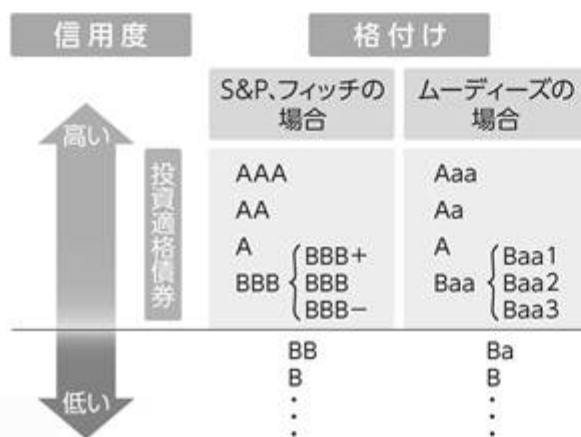 信用度
格付け
S&P、フィッチの
場合
ムーディーズの
場合
高い
投資適格債券
AAA
Aaa
AA
Aa
A
A
BBB
BBB+
BBB
BBB−
Baa
Baa1
Baa2
Baa3
BB
Ba
B
B
低い